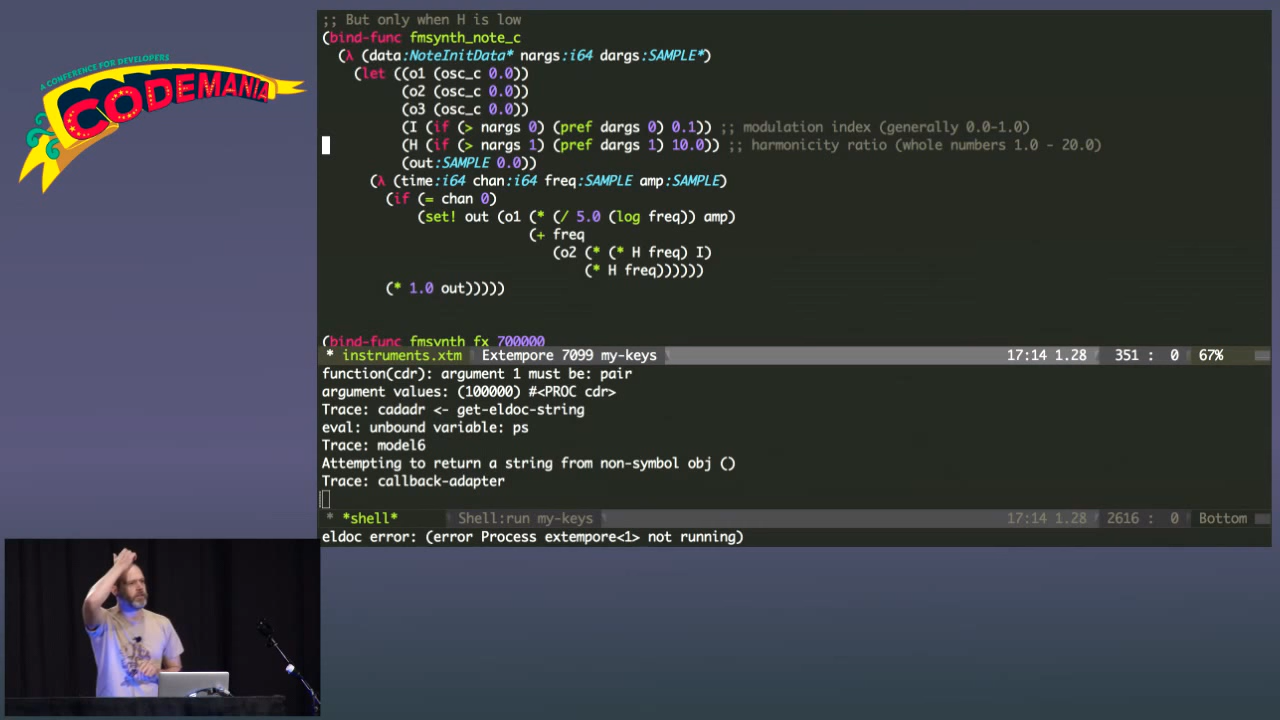 A CONFERENCE FOR DEVELOPERS
CODEMANIA
;; But only when H is low
(bind-func fmsynth_note_c
(λ (data:NoteInitData* nargs:i64 dargs:SAMPLE*)
(let ((o1 (osc_c 0.0))
(o2 (osc_c 0.0))
(o3 (osc_c 0.0))
(I (if (> nargs 0) (pref dargs 0) 0.1)) ;; modulation index (generally 0.0-1.0)
(H (if (> nargs 1) (pref dargs 1) 10.0)) ;; harmonicity ratio (whole numbers 1.0 - 20.0)
(out:SAMPLE 0.0))
(λ (time:i64 chan:i64 freq:SAMPLE amp:SAMPLE)
(if (= chan 0)
(set! out (o1 (* (/ 5.0 (log freq)) amp)
(+ freq
(o2 (* (* H freq) I)
(* H freq))))))
(* 1.0 out)))))
(bind-func fmsynth_fx 700000
* instruments.xtm Extempore 7099 my-keys 17:14 1.28 351 : 0 67%
function(cdr): argument 1 must be: pair
argument values: (100000) #<PROC cdr>
Trace: cadadr <- get-eldoc-string
eval: unbound variable: ps
Trace: model6
Attempting to return a string from non-symbol obj ()
Trace: callback-adapter
* *shell* Shell:run my-keys 17:14 1.28 2616 : 0 Bottom
eldoc error: (error Process extempore<1> not running)